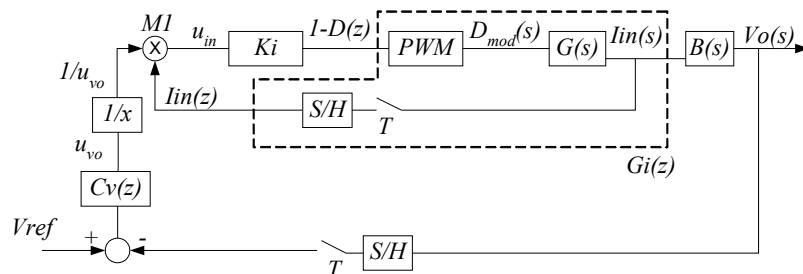 M1
u_in
1-D(z)
D_mod(s)
Iin(s)
Vo(s)
X
Ki
PWM
G(s)
B(s)
1/u_vo
Iin(z)
1/x
S/H
T
u_vo
Gi(z)
Cv(z)
Vref
+
-
T
S/H